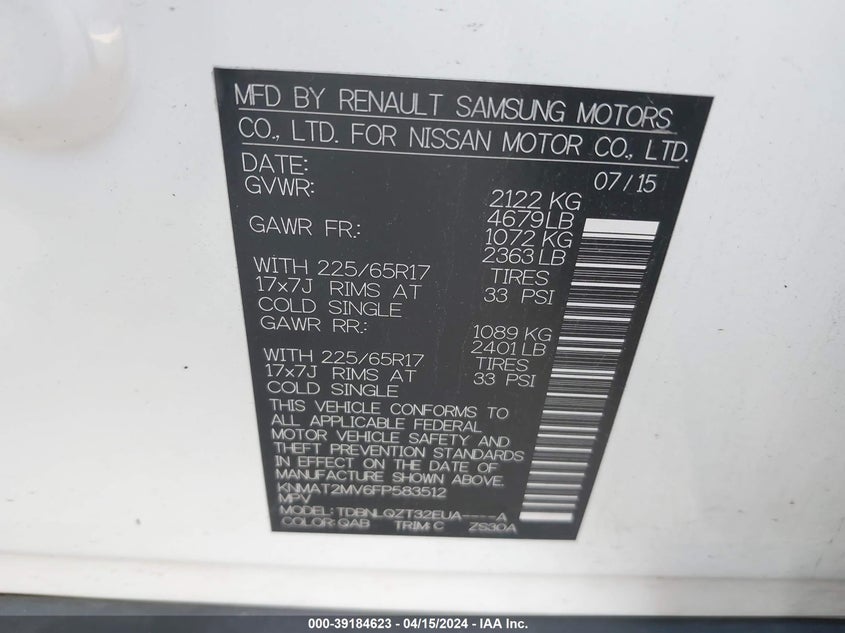 MFD BY RENAULT SAMSUNG MOTORS
CO., LTD. FOR NISSAN MOTOR CO., LTD.
DATE: 07/15
GVWR: 2122 KG
4679LB
GAWR FR.: 1072 KG
2363 LB
WITH 225/65R17 TIRES
17x7J RIMS AT 33 PSI
COLD SINGLE
GAWR RR.: 1089 KG
2401 LB
WITH 225/65R17 TIRES
17x7J RIMS AT 33 PSI
COLD SINGLE
THIS VEHICLE CONFORMS TO
ALL APPLICABLE FEDERAL
MOTOR VEHICLE SAFETY AND
THEFT PREVENTION STANDARDS
IN EFFECT ON THE DATE OF
MANUFACTURE SHOWN ABOVE.
KNMAT2MV6FP583512
MPV
MODEL: TDBNLQZT32EUA----A
COLOR: QAB TRIM: C ZS30A
000-39184623 - 04/15/2024 - IAA Inc.